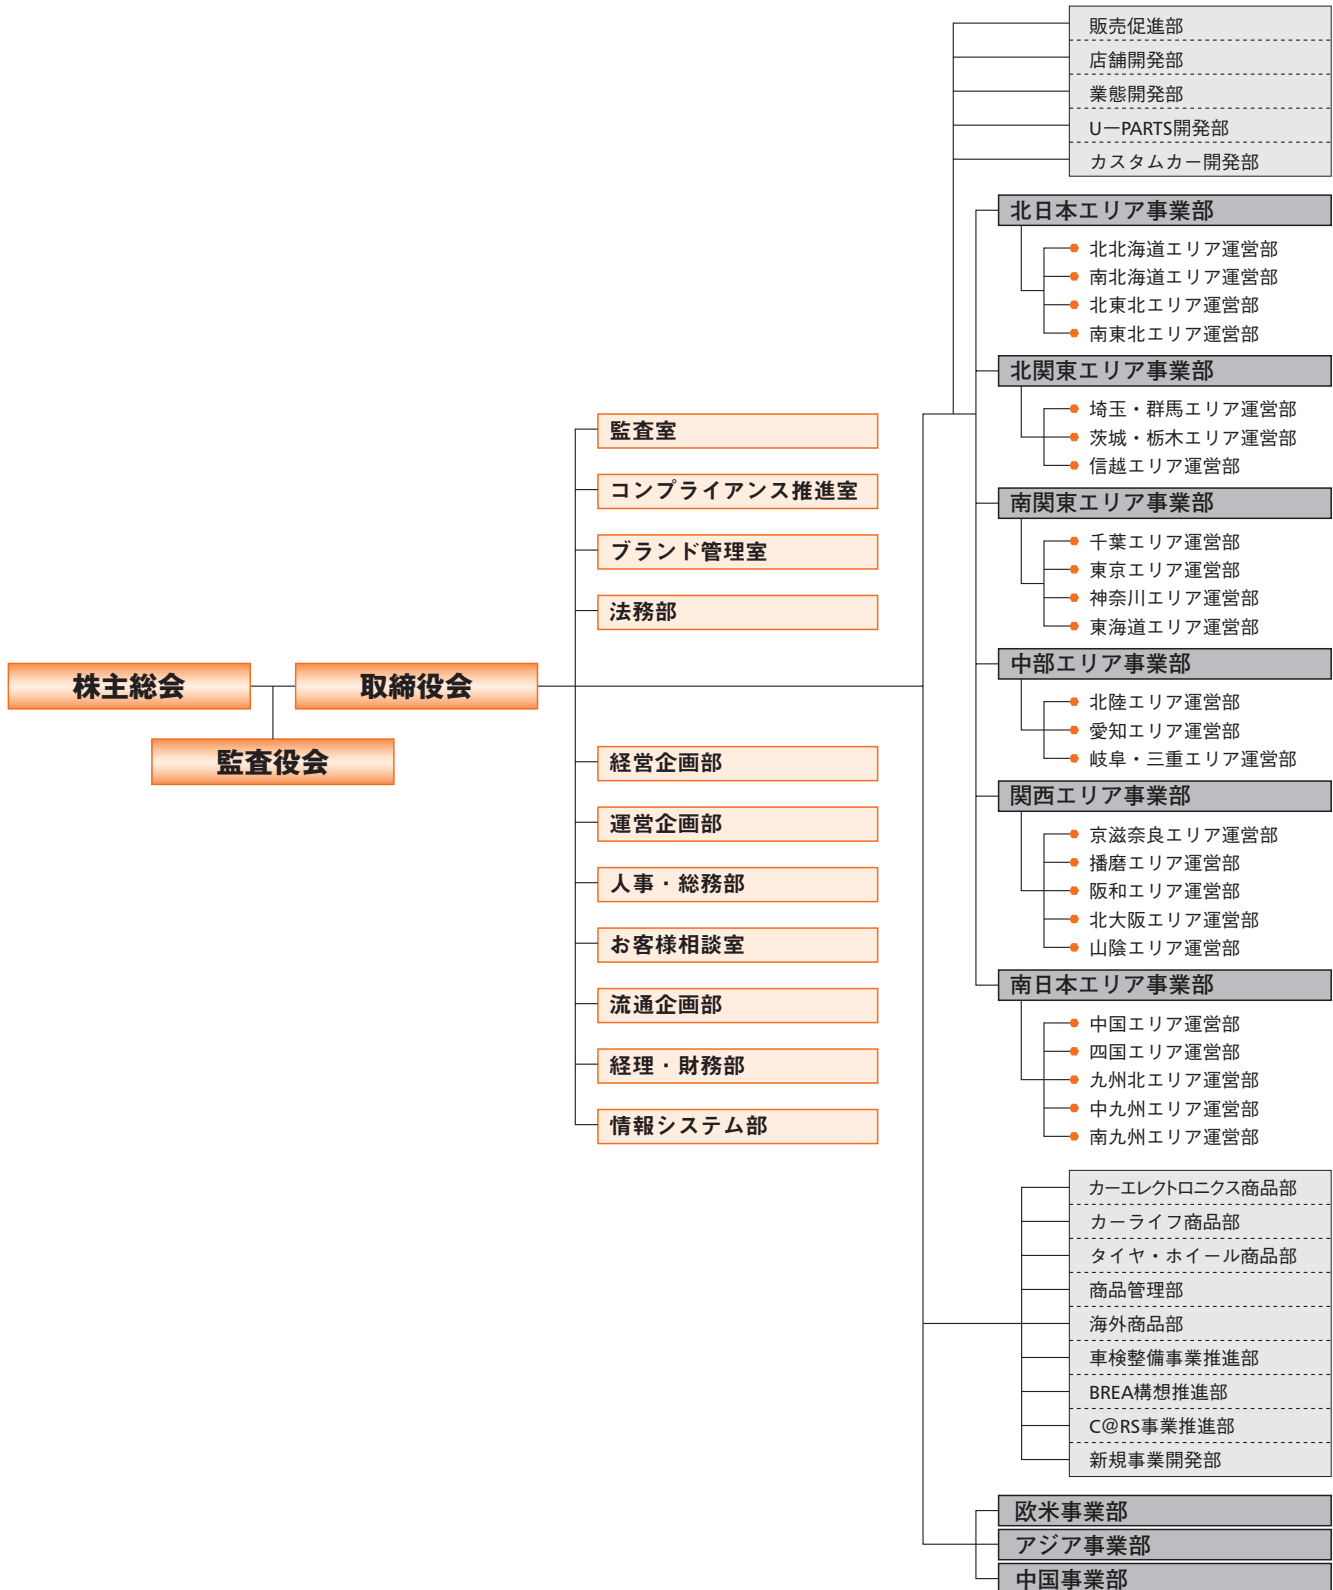 株主総会
取締役会
監査役会
監査室
コンプライアンス推進室
ブランド管理室
法務部
経営企画部
運営企画部
人事・総務部
お客様相談室
流通企画部
経理・財務部
情報システム部
販売促進部
店舗開発部
業態開発部
U－PARTS開発部
カスタムカー開発部
北日本エリア事業部
北北海道エリア運営部
南北海道エリア運営部
北東北エリア運営部
南東北エリア運営部
北関東エリア事業部
埼玉・群馬エリア運営部
茨城・栃木エリア運営部
信越エリア運営部
南関東エリア事業部
千葉エリア運営部
東京エリア運営部
神奈川エリア運営部
東海道エリア運営部
中部エリア事業部
北陸エリア運営部
愛知エリア運営部
岐阜・三重エリア運営部
関西エリア事業部
京滋奈良エリア運営部
播磨エリア運営部
阪和エリア運営部
北大阪エリア運営部
山陰エリア運営部
南日本エリア事業部
中国エリア運営部
四国エリア運営部
九州北エリア運営部
中九州エリア運営部
南九州エリア運営部
カーエレクトロニクス商品部
カーライフ商品部
タイヤ・ホイール商品部
商品管理部
海外商品部
車検整備事業推進部
BREA構想推進部
C@RS事業推進部
新規事業開発部
欧米事業部
アジア事業部
中国事業部